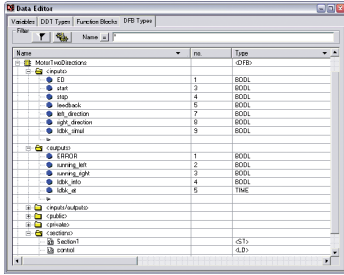 Data Editor
Variables DDT Types Function Blocks DFB Types
Filter
Name = *
Name no. Type
MotorTwoDirections <DFB>
<inputs>
ED 1 BOOL
start 3 BOOL
stop 4 BOOL
feedback 5 BOOL
left_direction 7 BOOL
right_direction 8 BOOL
fdbk_simul 9 BOOL
<outputs>
ERROR 1 BOOL
running_left 2 BOOL
running_right 3 BOOL
fdbk_info 4 BOOL
fdbk_et 5 TIME
<inputs/outputs>
<public>
<private>
<sections>
Section1 <ST>
control <LD>